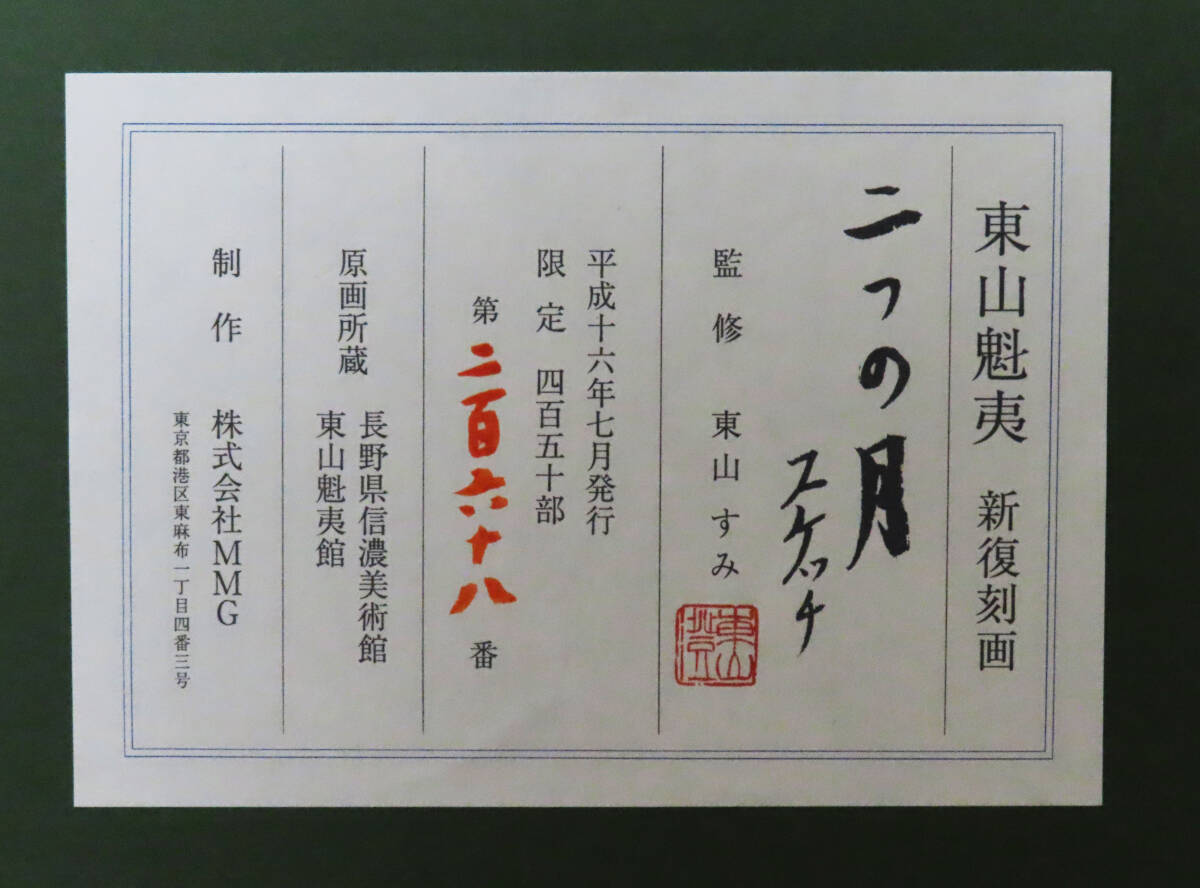 東山魁夷 新復刻画
二つの月
スケッチ
監修 東山すみ
東山
平成十六年七月発行
限定 四百五十部
第二百六十八番
原画所蔵 長野県信濃美術館
東山魁夷館
制作 株式会社MMG
東京都港区東麻布一丁目四番三号